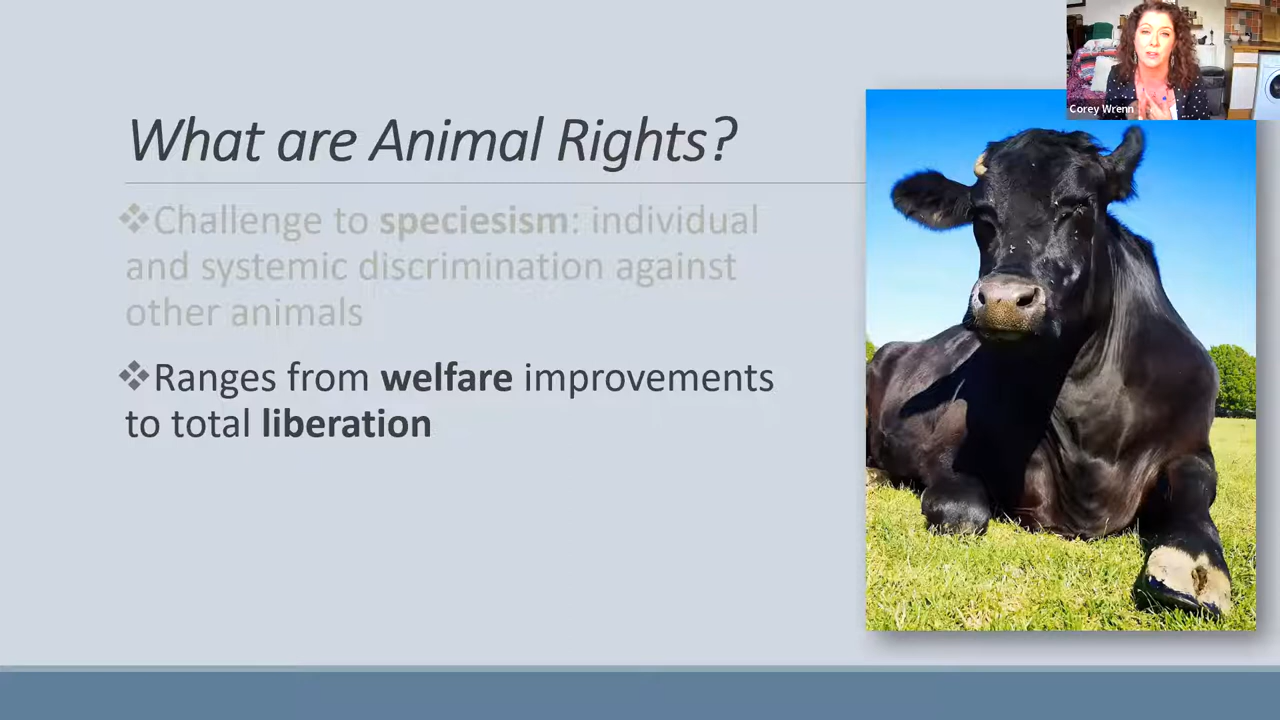 Corey Wrenn
What are Animal Rights?
❖Challenge to speciesism: individual
and systemic discrimination against
other animals
❖Ranges from welfare improvements
to total liberation